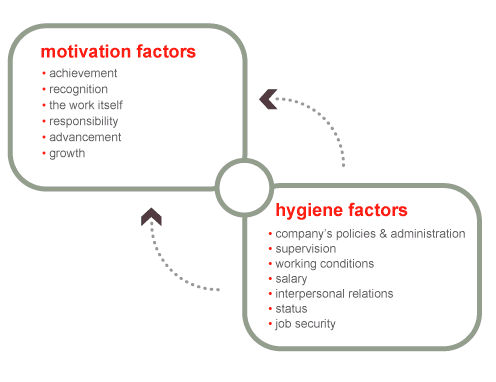 motivation factors
• achievement
• recognition
• the work itself
• responsibility
• advancement
• growth
hygiene factors
• company's policies & administration
• supervision
• working conditions
• salary
• interpersonal relations
• status
• job security